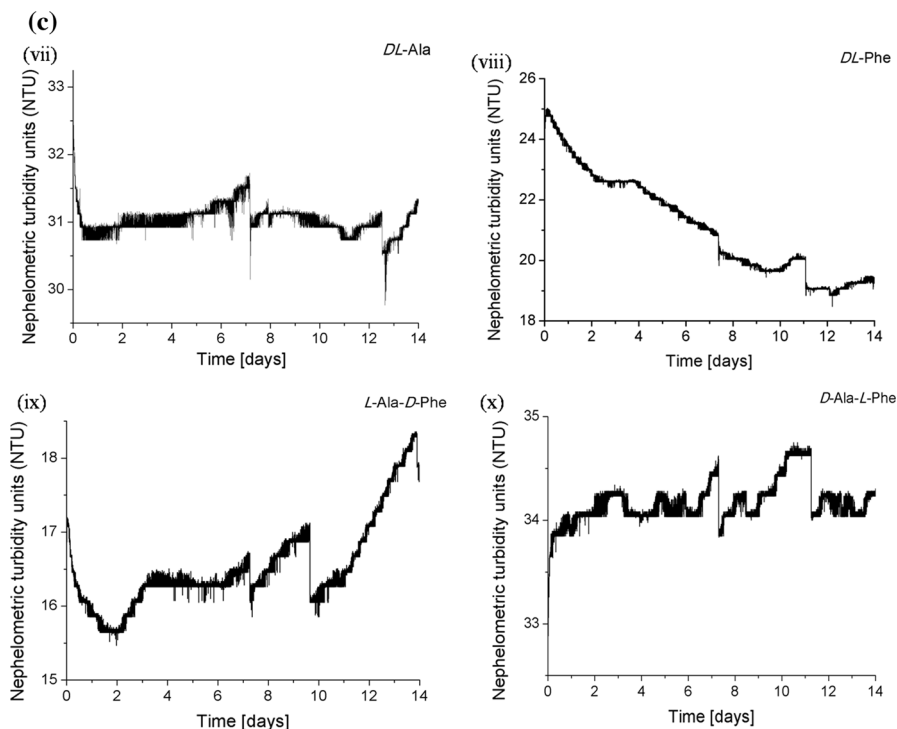 (c)
(vii)
DL-Ala
Nephelometric turbidity units (NTU)
33
32
31
30
0 2 4 6 8 10 12 14
Time [days]
(viii)
DL-Phe
Nephelometric turbidity units (NTU)
26
24
22
20
18
0 2 4 6 8 10 12 14
Time [days]
(ix)
L-Ala-D-Phe
Nephelometric turbidity units (NTU)
18
17
16
15
0 2 4 6 8 10 12 14
Time [days]
(x)
D-Ala-L-Phe
Nephelometric turbidity units (NTU)
35
34
33
0 2 4 6 8 10 12 14
Time [days]